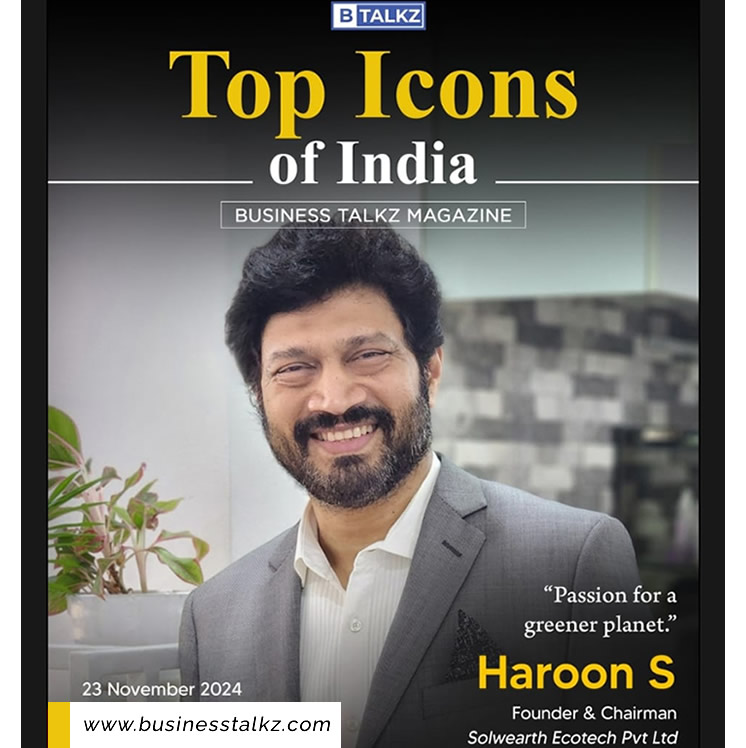 B TALKZ
Top Icons
of India
BUSINESS TALKZ MAGAZINE
“Passion for a
greener planet.”
Haroon S
23 November 2024
Founder & Chairman
www.businesstalkz.com
Solwearth Ecotech Pvt Ltd